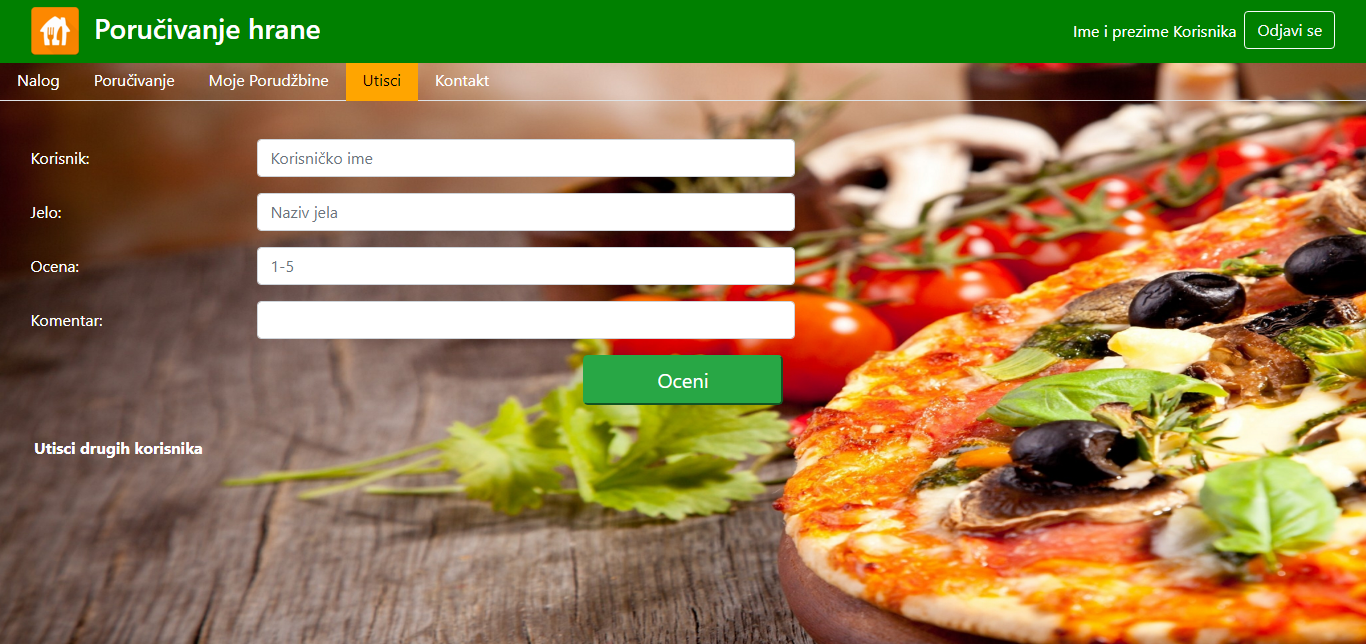 Poručivanje hrane
Ime i prezime Korisnika
Odjavi se
Nalog
Poručivanje
Moje Porudžbine
Utisci
Kontakt
Korisnik:
Korisničko ime
Jelo:
Naziv jela
Ocena:
1-5
Komentar:
Oceni
Utisci drugih korisnika